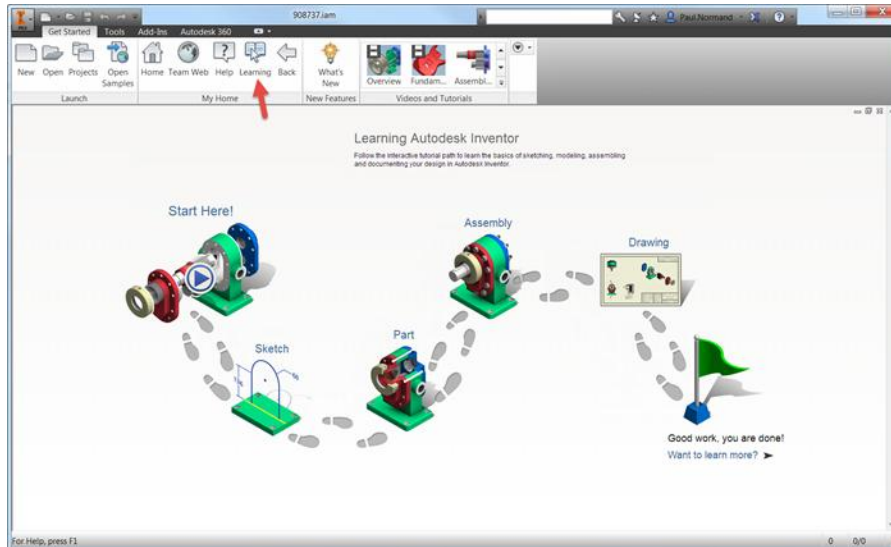 908737.iam
Paul.Normand
Get Started Tools Add-Ins Autodesk 360
New Open Projects Open Samples Home Team Web Help Learning Back What's New Overview Fundam... Assembl...
Launch My Home New Features Videos and Tutorials
Learning Autodesk Inventor
Follow the interactive tutorial path to learn the basics of sketching, modeling, assembling
and documenting your design in Autodesk Inventor.
Start Here!
Assembly
Drawing
Sketch
Part
Good work, you are done!
Want to learn more?
For Help, press F1
0 0/0